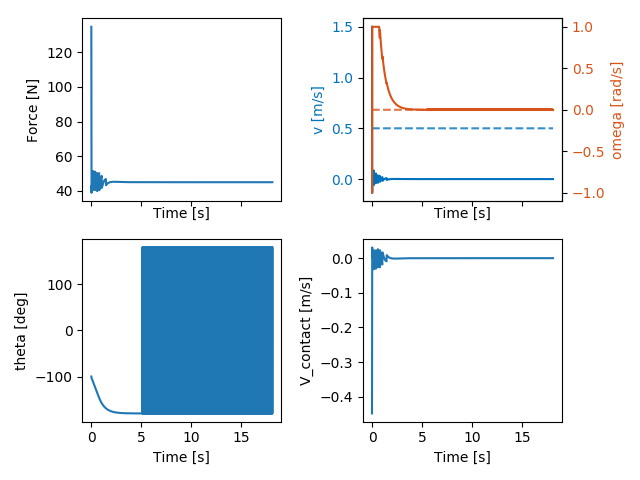 120
100
80
60
40
Force [N]
Time [s]
1.5
1.0
0.5
0.0
v [m/s]
1.0
0.5
0.0
−0.5
−1.0
omega [rad/s]
Time [s]
100
0
−100
theta [deg]
0 5 10 15
Time [s]
0.0
−0.1
−0.2
−0.3
−0.4
V_contact [m/s]
0 5 10 15
Time [s]